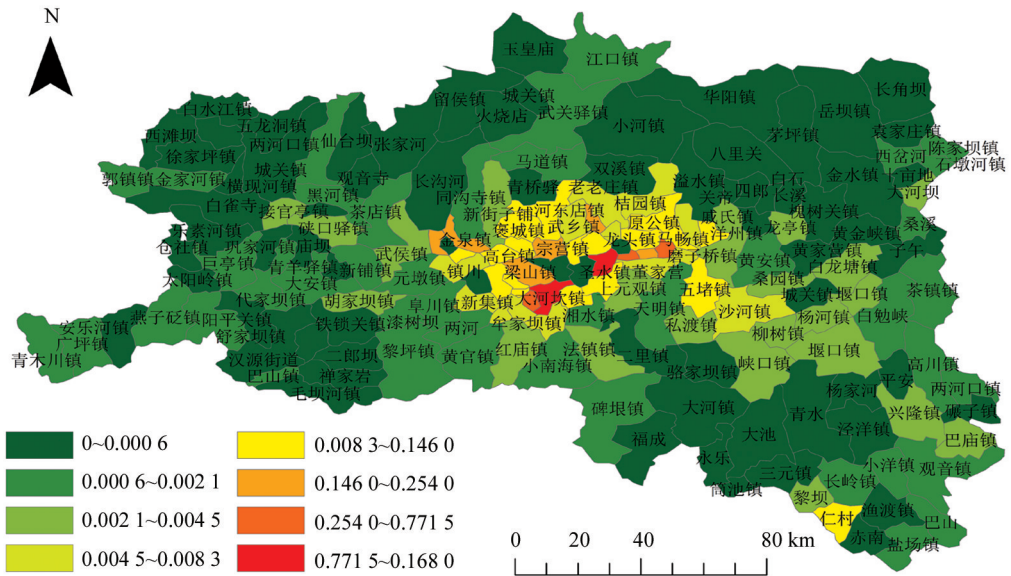 N
玉皇庙
江口镇
留侯镇
城关镇
火烧店
武关驿镇
华阳镇
长角坝
岳坝镇
白水江镇
五龙洞镇
西滩坝
两河口镇
仙台坝
张家河
小河镇
茅坪镇
袁家庄镇
陈家坝镇
徐家坪镇
城关镇
观音寺
马道镇
双溪镇
八里关
西岔河
石墩河镇
郭镇镇
金家河镇
横现河镇
黑河镇
长沟河
青桥驿
老老庄镇
溢水镇
四郎
白石
金水镇
十亩地
大河坝
同沟寺镇
桔园镇
关帝
长溪
白雀寺
接官亭镇
茶店镇
新街子铺
河东店镇
槐树关镇
桑溪
乐素河镇
硖口驿镇
褒城镇
武乡镇
原公镇
戚氏镇
洋州镇
龙亭镇
黄金峡镇
仓社镇
巩家河镇
庙坝
武侯镇
金泉镇
高台镇
宗营镇
龙头镇
马畅镇
磨子桥镇
黄安镇
黄家营镇
子午
巨亭镇
青羊驿镇
新铺镇
元墩镇
镇川
梁山镇
圣水镇
董家营
桑园镇
白龙塘镇
太阳岭镇
大安镇
代家坝镇
胡家坝镇
阜川镇
新集镇
大河坎镇
上元观镇
五堵镇
城关镇
堰口镇
茶镇镇
燕子砭镇
阳平关镇
铁锁关镇
漆树坝
两河
牟家坝镇
湘水镇
天明镇
沙河镇
杨河镇
白勉峡
安乐河镇
广坪镇
舒家坝镇
私渡镇
柳树镇
青木川镇
汉源街道
二郎坝
黎坪镇
黄官镇
红庙镇
法镇镇
二里镇
堰口镇
小南海镇
骆家坝镇
峡口镇
高川镇
巴山镇
禅家岩
毛坝河镇
杨家河
平安
两河口镇
碑垠镇
大河镇
青水
兴隆镇
碾子镇
福成
大池
泾洋镇
巴庙镇
永乐
三元镇
小洋镇
观音镇
简池镇
长岭镇
黎坝
仁村
渔渡镇
巴山
赤南
盐场镇
0~0.000 6
0.000 6~0.002 1
0.002 1~0.004 5
0.004 5~0.008 3
0.008 3~0.146 0
0.146 0~0.254 0
0.254 0~0.771 5
0.771 5~0.168 0
0
20
40
80 km